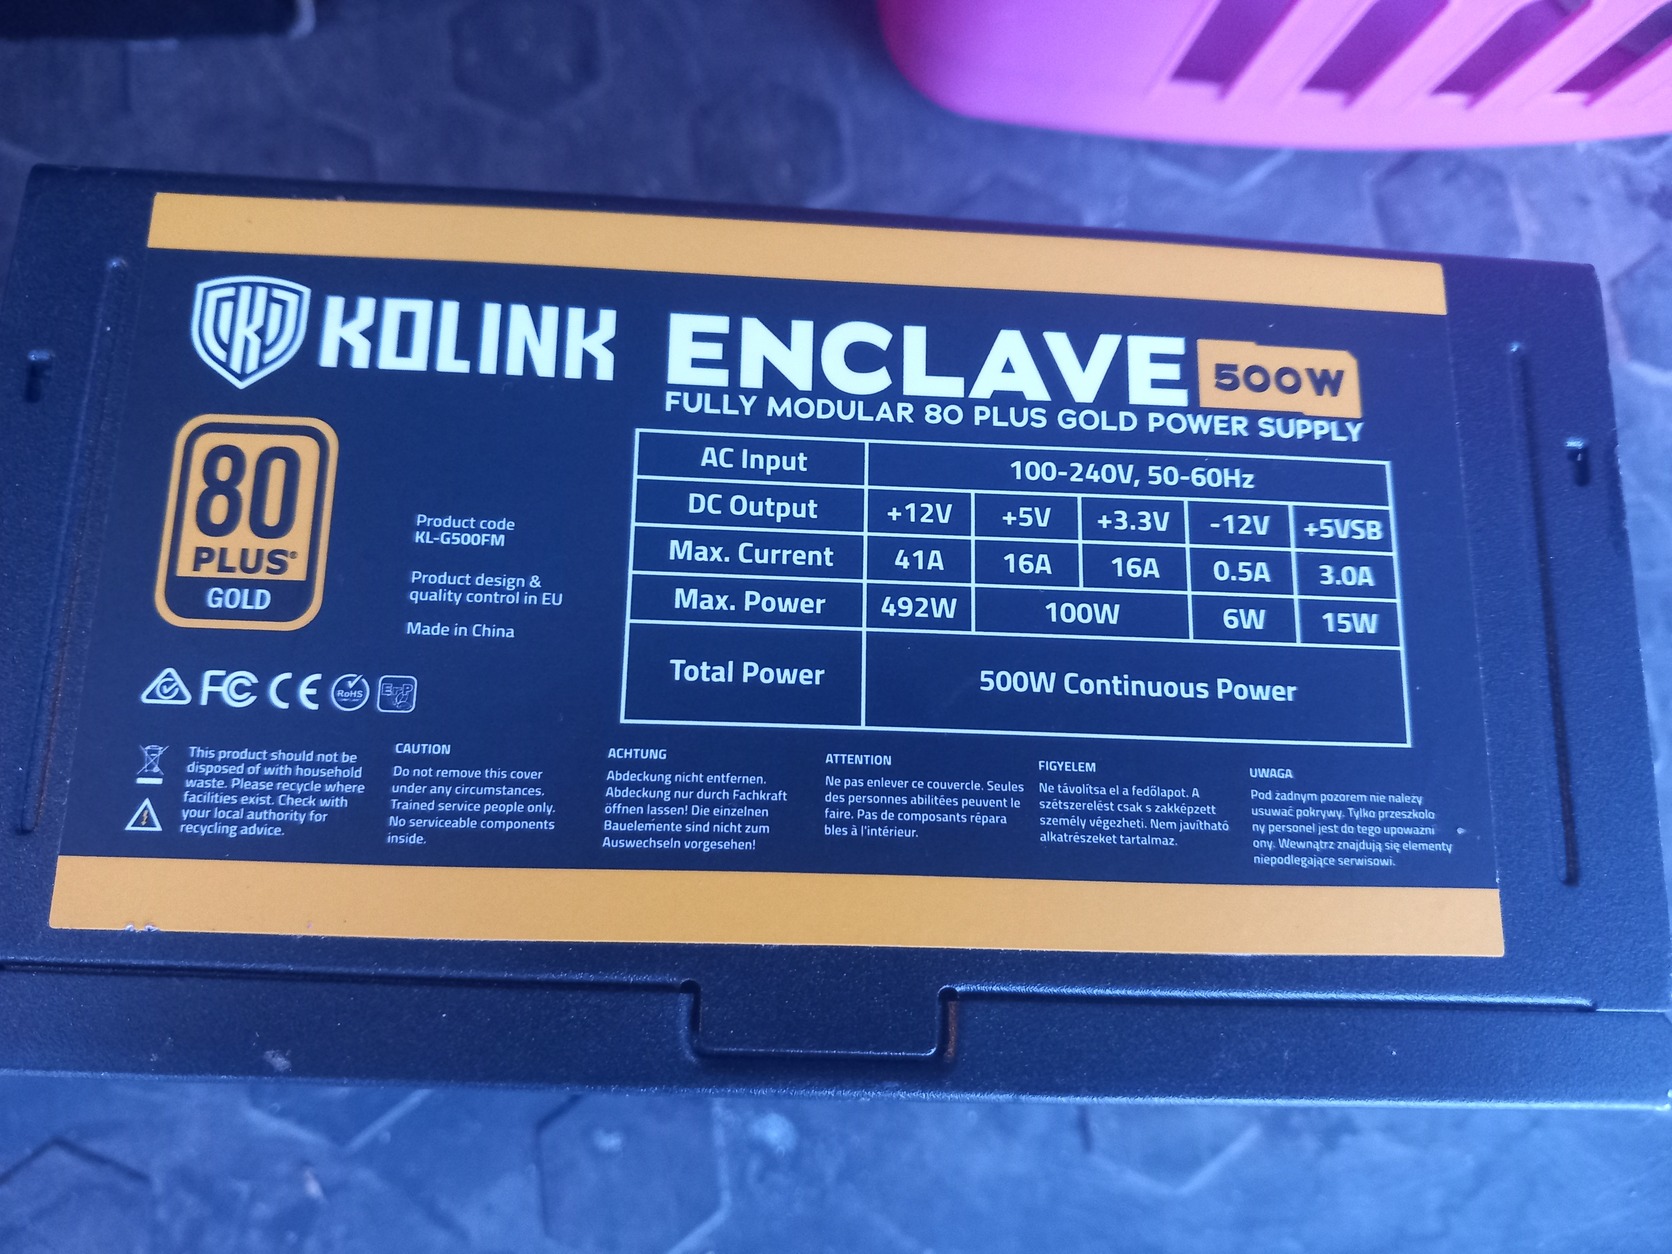 KOLINK
ENCLAVE 500W
FULLY MODULAR 80 PLUS GOLD POWER SUPPLY
80
PLUS®
GOLD
Product code
KL-G500FM
Product design &
quality control in EU
Made in China
AC Input 100-240V, 50-60Hz
DC Output +12V +5V +3.3V -12V +5VSB
Max. Current 41A 16A 16A 0.5A 3.0A
Max. Power 492W 100W 6W 15W
Total Power 500W Continuous Power
FC CE RoHS ErP
This product should not be
disposed of with household
waste. Please recycle where
facilities exist. Check with
your local authority for
recycling advice.
CAUTION
Do not remove this cover
under any circumstances.
Trained service people only.
No serviceable components
inside.
ACHTUNG
Abdeckung nicht entfernen.
Abdeckung nur durch Fachkraft
öffnen lassen! Die einzelnen
Bauelemente sind nicht zum
Auswechseln vorgesehen!
ATTENTION
Ne pas enlever ce couvercle. Seules
des personnes abilitées peuvent le
faire. Pas de composants répara
bles à l'intérieur.
FIGYELEM
Ne távolítsa el a fedőlapot. A
szétszerelést csak s zakképzett
személy végezheti. Nem javítható
alkatrészeket tartalmaz.
UWAGA
Pod żadnym pozorem nie należy
usuwać pokrywy. Tylko przeszkolo
ny personel jest do tego upoważni
ony. Wewnątrz znajdują się elementy
niepodlegające serwisowi.